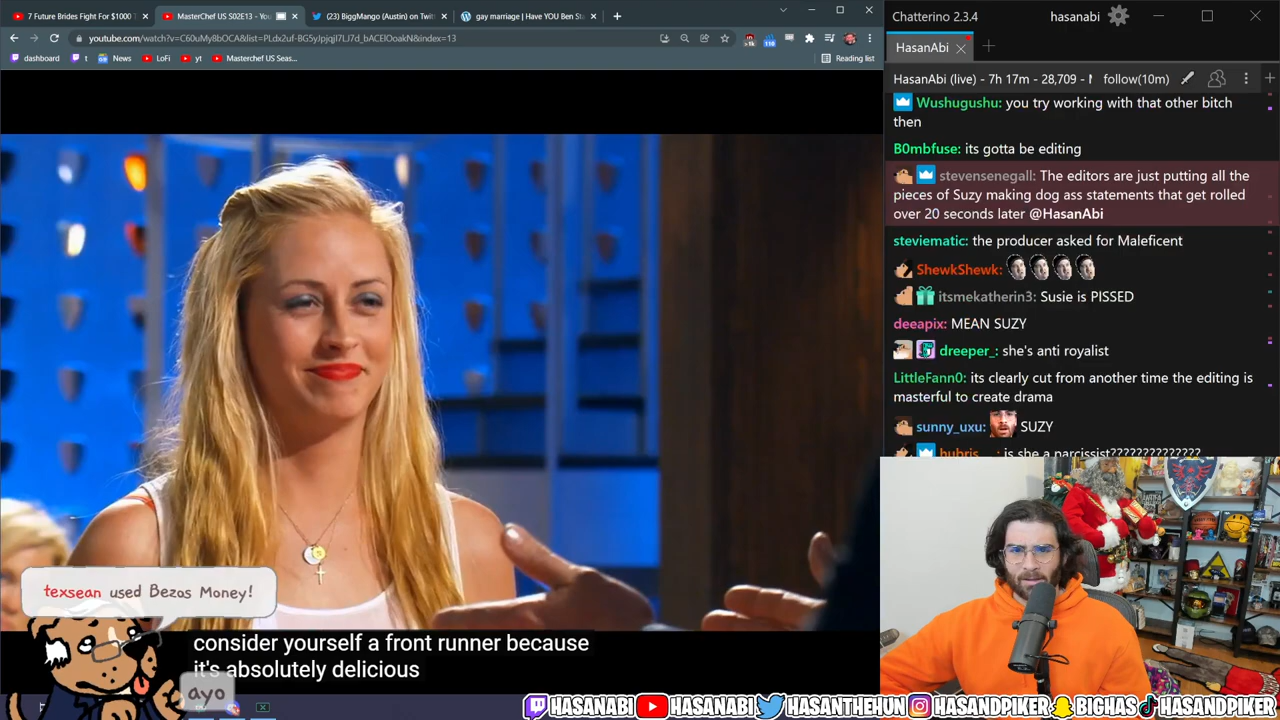 7 Future Brides Fight For $1000
MasterChef US S02E13 - You
(23) BiggMango (Austin) on Twit
gay marriage | Have YOU Ben Sta
Chatterino 2.3.4
hasanabi
youtube.com/watch?v=C60uMy8bOCA&list=PLdx2uf-BG5yJpjqjl7LJ7d_bACElOoakN&index=13
dashboard
t
News
LoFi
yt
Masterchef US Seas...
Reading list
HasanAbi
HasanAbi (live) - 7h 17m - 28,709 -
follow(10m)
Wushugushu: you try working with that other bitch
then
B0mbfuse: its gotta be editing
stevensenegall: The editors are just putting all the
pieces of Suzy making dog ass statements that get rolled
over 20 seconds later @HasanAbi
steviematic: the producer asked for Maleficent
ShewkShewk:
itsmekatherin3: Susie is PISSED
deeapix: MEAN SUZY
dreeper_: she's anti royalist
LittleFann0: its clearly cut from another time the editing is
masterful to create drama
sunny_uxu: SUZY
hubris__: is she a narcissist??????????????
texsean used Bezos Money!
consider yourself a front runner because
it's absolutely delicious
ayo
HASANABI
HASANABI
HASANTHEHUN
HASANDPIKER
BIGHAS
HASANDPIKER